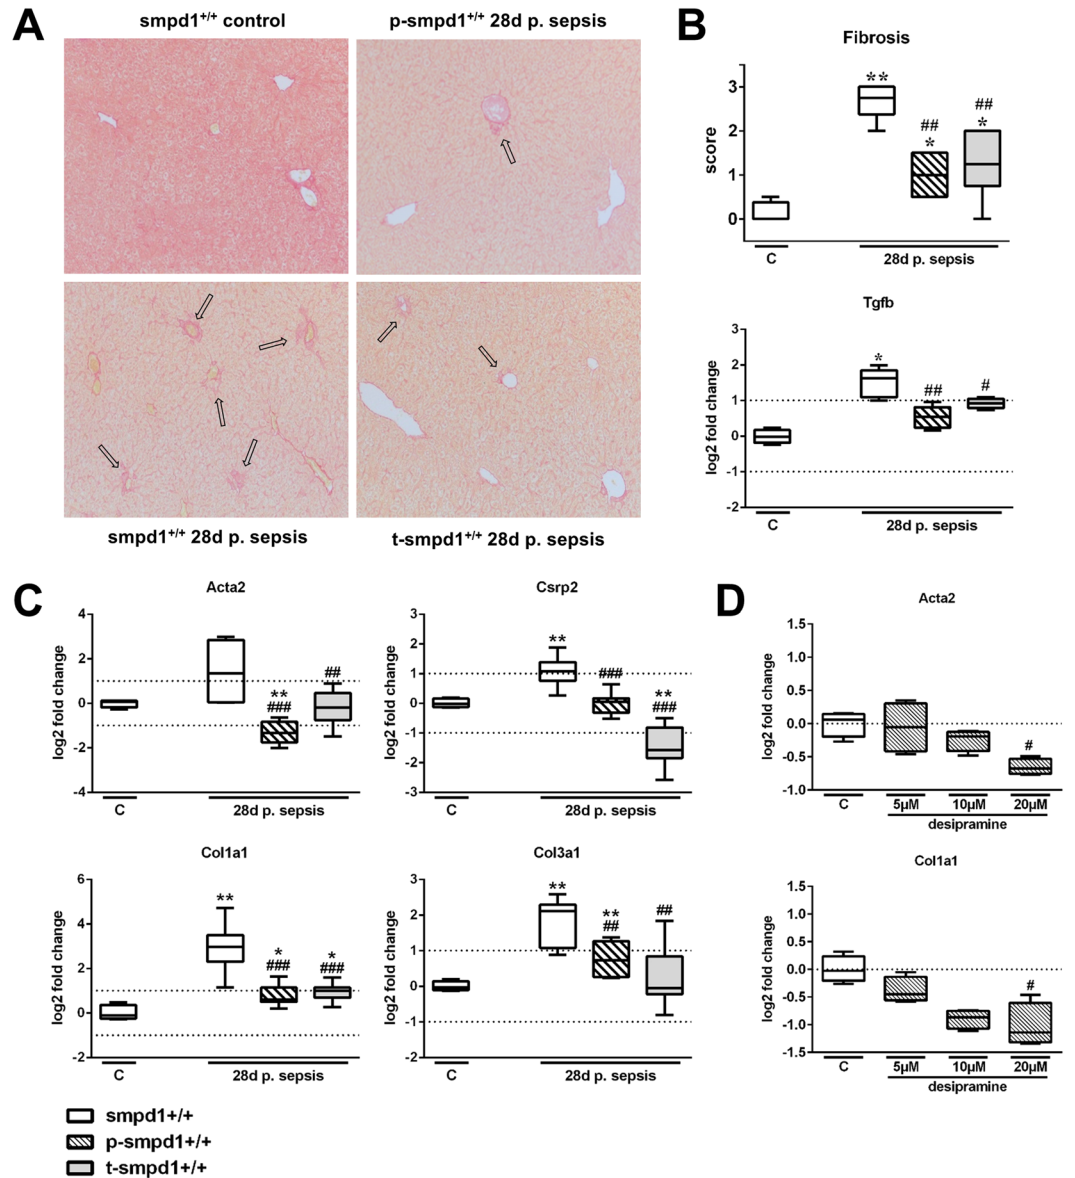 A
smpd1+/+ control
p-smpd1+/+ 28d p. sepsis
smpd1+/+ 28d p. sepsis
t-smpd1+/+ 28d p. sepsis
B
Fibrosis
score
3
2
1
0
**
##
*
##
*
C
28d p. sepsis
Tgfb
log2 fold change
3
2
1
0
-1
-2
*
##
#
C
28d p. sepsis
C
Acta2
log2 fold change
4
2
0
-2
-4
**
###
##
C
28d p. sepsis
Csrp2
log2 fold change
3
2
1
0
-1
-2
-3
**
###
**
###
C
28d p. sepsis
Col1a1
log2 fold change
6
4
2
0
-2
**
*
###
*
###
C
28d p. sepsis
Col3a1
log2 fold change
3
2
1
0
-1
-2
**
**
##
##
C
28d p. sepsis
smpd1+/+
p-smpd1+/+
t-smpd1+/+
D
Acta2
log2 fold change
1.5
1.0
0.5
0.0
-0.5
-1.0
#
C
5µM
10µM
20µM
desipramine
Col1a1
log2 fold change
1.5
1.0
0.5
0.0
-0.5
-1.0
-1.5
#
C
5µM
10µM
20µM
desipramine